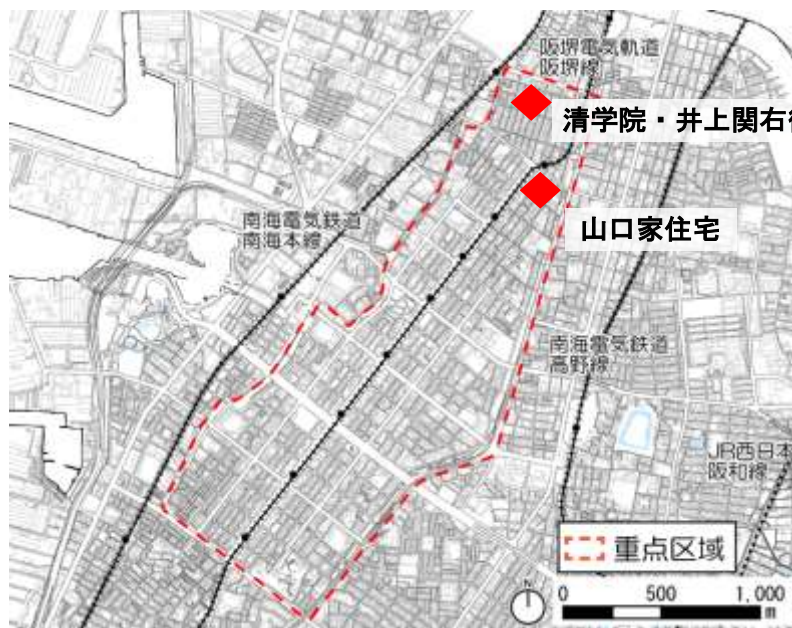 阪堺電気軌道
阪堺線
清学院・井上関右
山口家住宅
南海電気鉄道
南海本線
南海電気鉄道
高野線
JR西日本
阪和線
重点区域
N
0 500 1,000
m